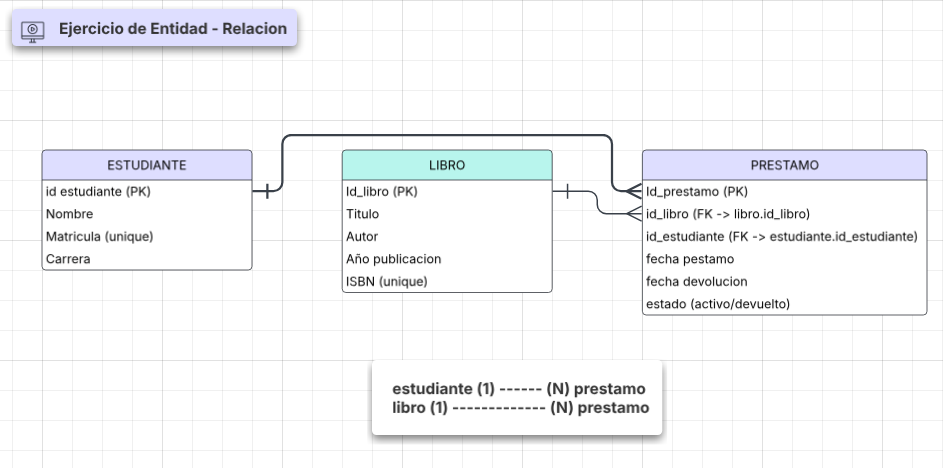 Ejercicio de Entidad - Relacion
ESTUDIANTE
id estudiante (PK)
Nombre
Matricula (unique)
Carrera
LIBRO
Id_libro (PK)
Titulo
Autor
Año publicacion
ISBN (unique)
PRESTAMO
Id_prestamo (PK)
id_libro (FK -> libro.id_libro)
id_estudiante (FK -> estudiante.id_estudiante)
fecha pestamo
fecha devolucion
estado (activo/devuelto)
estudiante (1) ------ (N) prestamo
libro (1) ------------- (N) prestamo